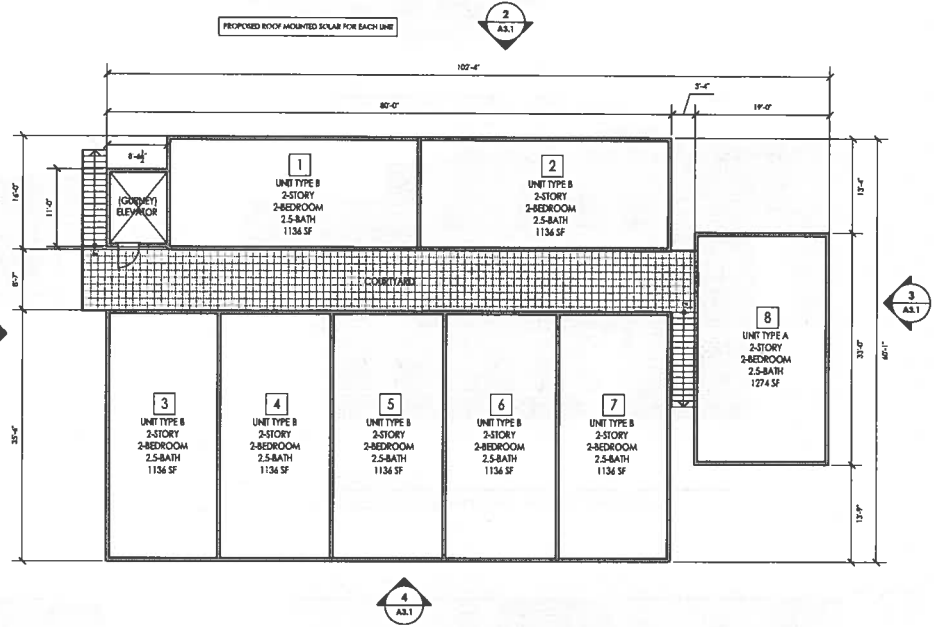 PROPOSED ROOF MOUNTED SOLAR FOR EACH UNIT
2
A3.1
102'-4"
80'-0"
3'-4"
19'-0"
8'-6½"
16'-0"
11'-0"
13'-4"
(GURNEY)
ELEVATOR
1
UNIT TYPE B
2-STORY
2-BEDROOM
2.5-BATH
1136 SF
2
UNIT TYPE B
2-STORY
2-BEDROOM
2.5-BATH
1136 SF
8'-7"
COURTYARD
3
A3.1
8
UNIT TYPE A
2-STORY
2-BEDROOM
2.5-BATH
1274 SF
33'-0"
60'-1"
3
UNIT TYPE B
2-STORY
2-BEDROOM
2.5-BATH
1136 SF
4
UNIT TYPE B
2-STORY
2-BEDROOM
2.5-BATH
1136 SF
5
UNIT TYPE B
2-STORY
2-BEDROOM
2.5-BATH
1136 SF
6
UNIT TYPE B
2-STORY
2-BEDROOM
2.5-BATH
1136 SF
7
UNIT TYPE B
2-STORY
2-BEDROOM
2.5-BATH
1136 SF
35'-6"
13'-9"
4
A3.1